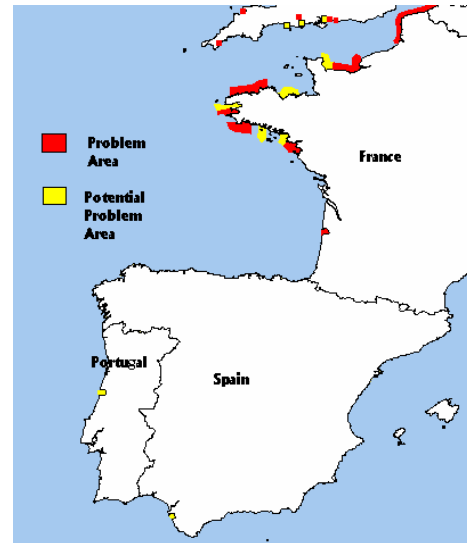 Problem
Area
France
Potential
Problem
Area
Portugal
Spain